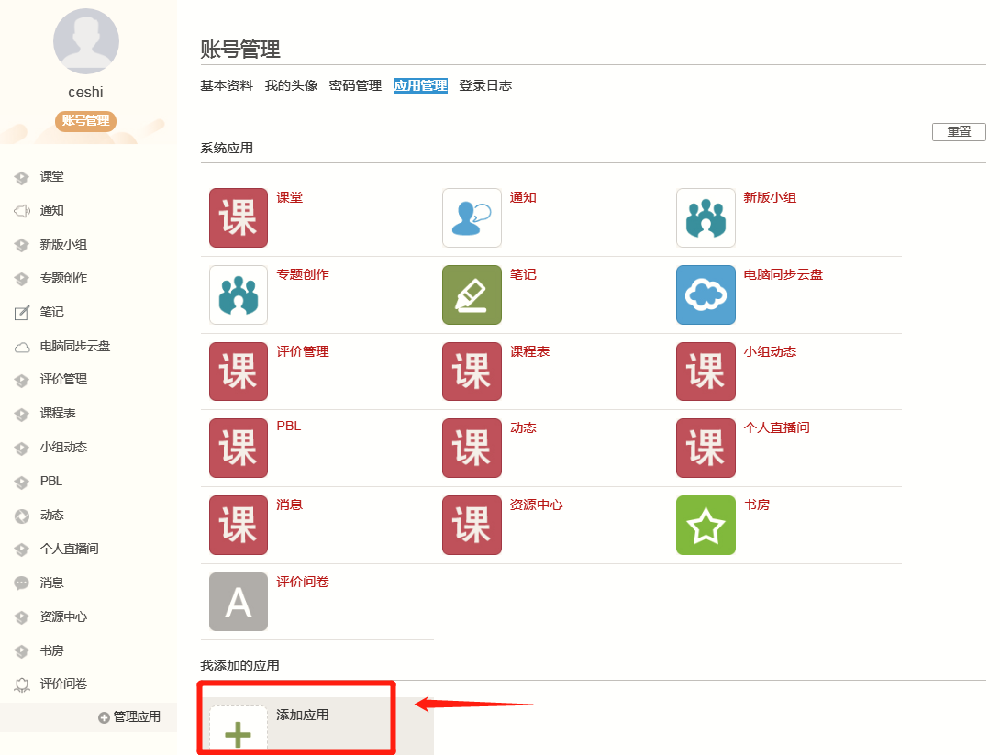 ceshi
账号管理
课堂
通知
新版小组
专题创作
笔记
电脑同步云盘
评价管理
课程表
小组动态
PBL
动态
个人直播间
消息
资源中心
书房
评价问卷
管理应用
账号管理
基本资料 我的头像 密码管理 应用管理 登录日志
重置
系统应用
课 课堂 通知 新版小组
专题创作 笔记 电脑同步云盘
课 评价管理 课 课程表 课 小组动态
课 PBL 课 动态 课 个人直播间
课 消息 课 资源中心 书房
A 评价问卷
我添加的应用
添加应用